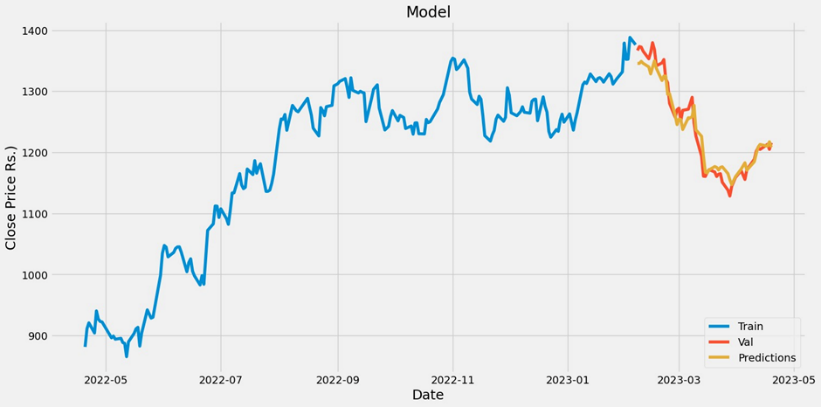 Model
1400
1300
1200
1100
1000
900
Close Price Rs.)
2022-05 2022-07 2022-09 2022-11 2023-01 2023-03 2023-05
Date
Train
Val
Predictions